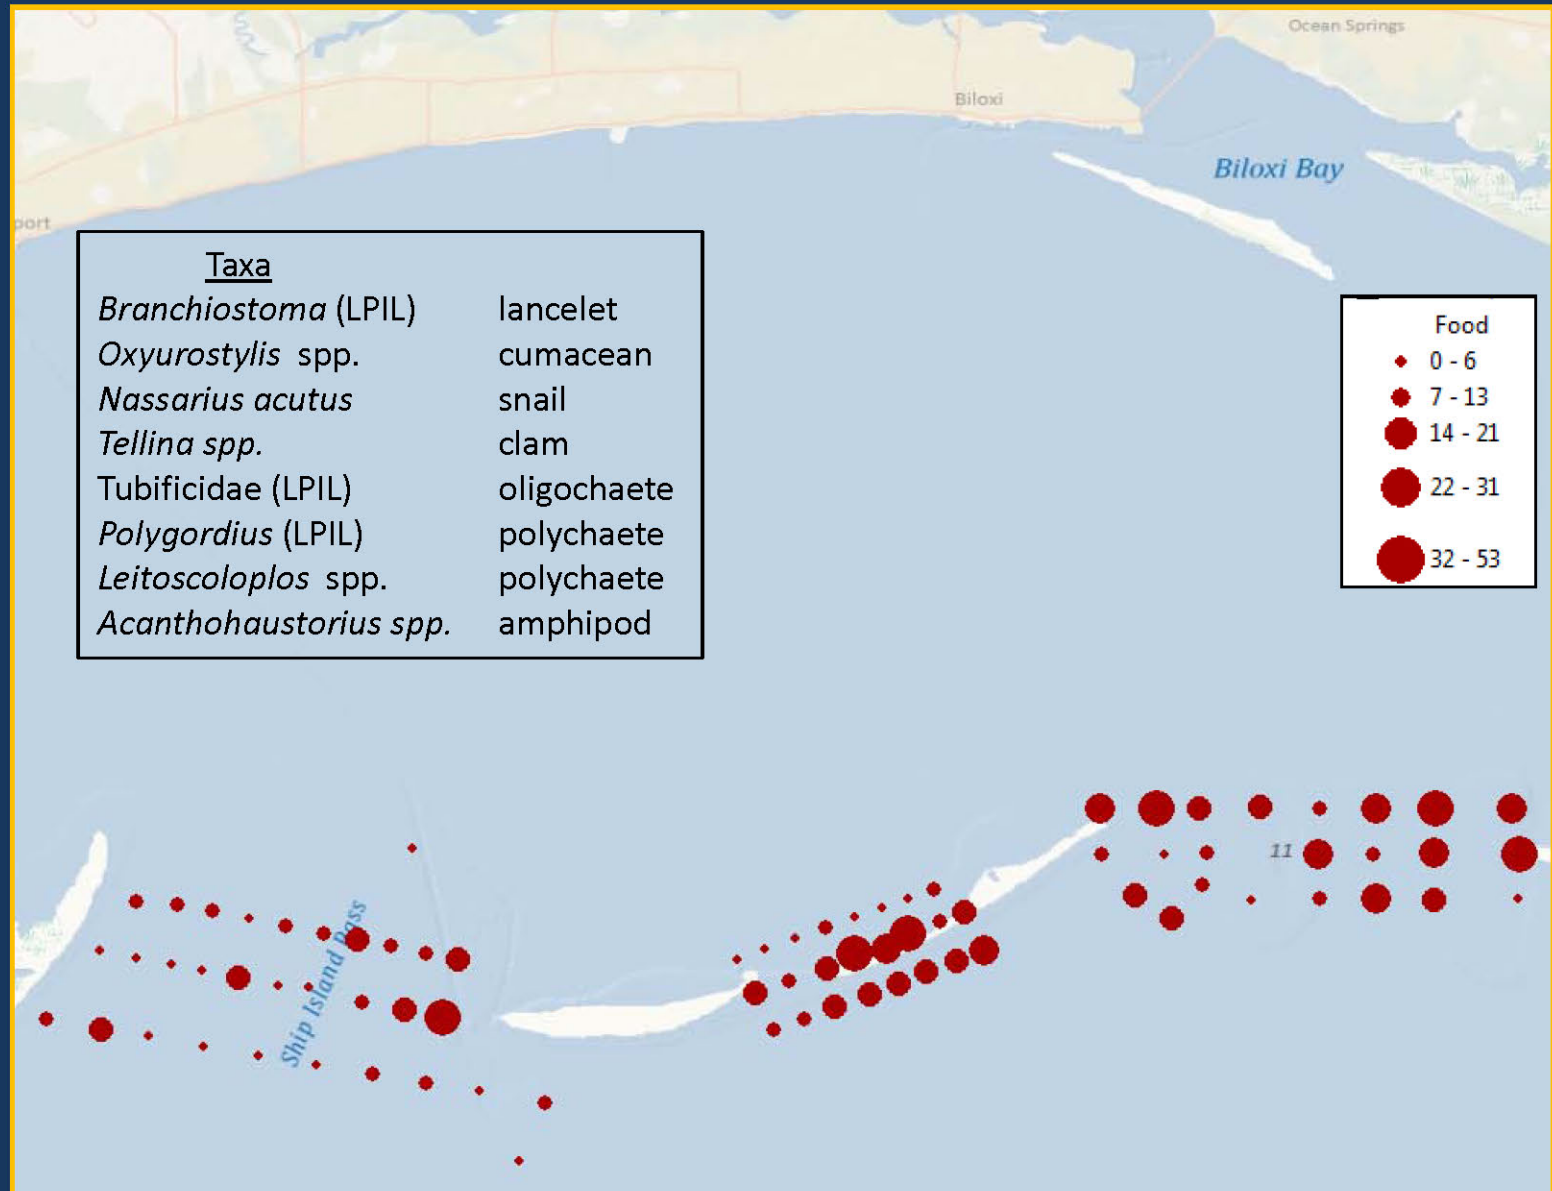 Ocean Springs
Biloxi
Biloxi Bay
port
Taxa
Branchiostoma (LPIL) lancelet
Oxyurostylis spp. cumacean
Nassarius acutus snail
Tellina spp. clam
Tubificidae (LPIL) oligochaete
Polygordius (LPIL) polychaete
Leitoscoloplos spp. polychaete
Acanthohaustorius spp. amphipod
Food
0 - 6
7 - 13
14 - 21
22 - 31
32 - 53
11
Ship Island Pass